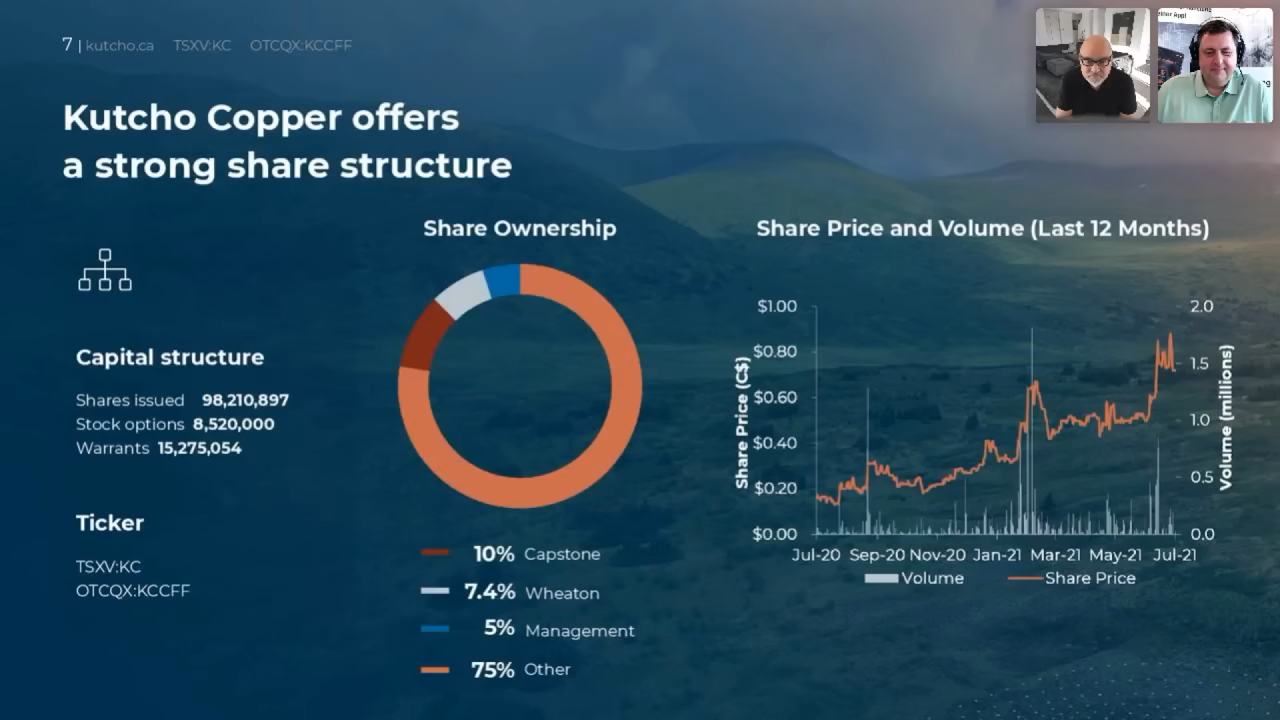 7 | kutcho.ca TSXV:KC OTCQX:KCCFF
Kutcho Copper offers
a strong share structure
Capital structure
Shares issued 98,210,897
Stock options 8,520,000
Warrants 15,275,054
Ticker
TSXV:KC
OTCQX:KCCFF
Share Ownership
10% Capstone
7.4% Wheaton
5% Management
75% Other
Share Price and Volume (Last 12 Months)
Share Price (C$)
$1.00
$0.80
$0.60
$0.40
$0.20
$0.00
2.0
1.5
1.0
0.5
0.0
Volume (millions)
Jul-20 Sep-20 Nov-20 Jan-21 Mar-21 May-21 Jul-21
Volume Share Price